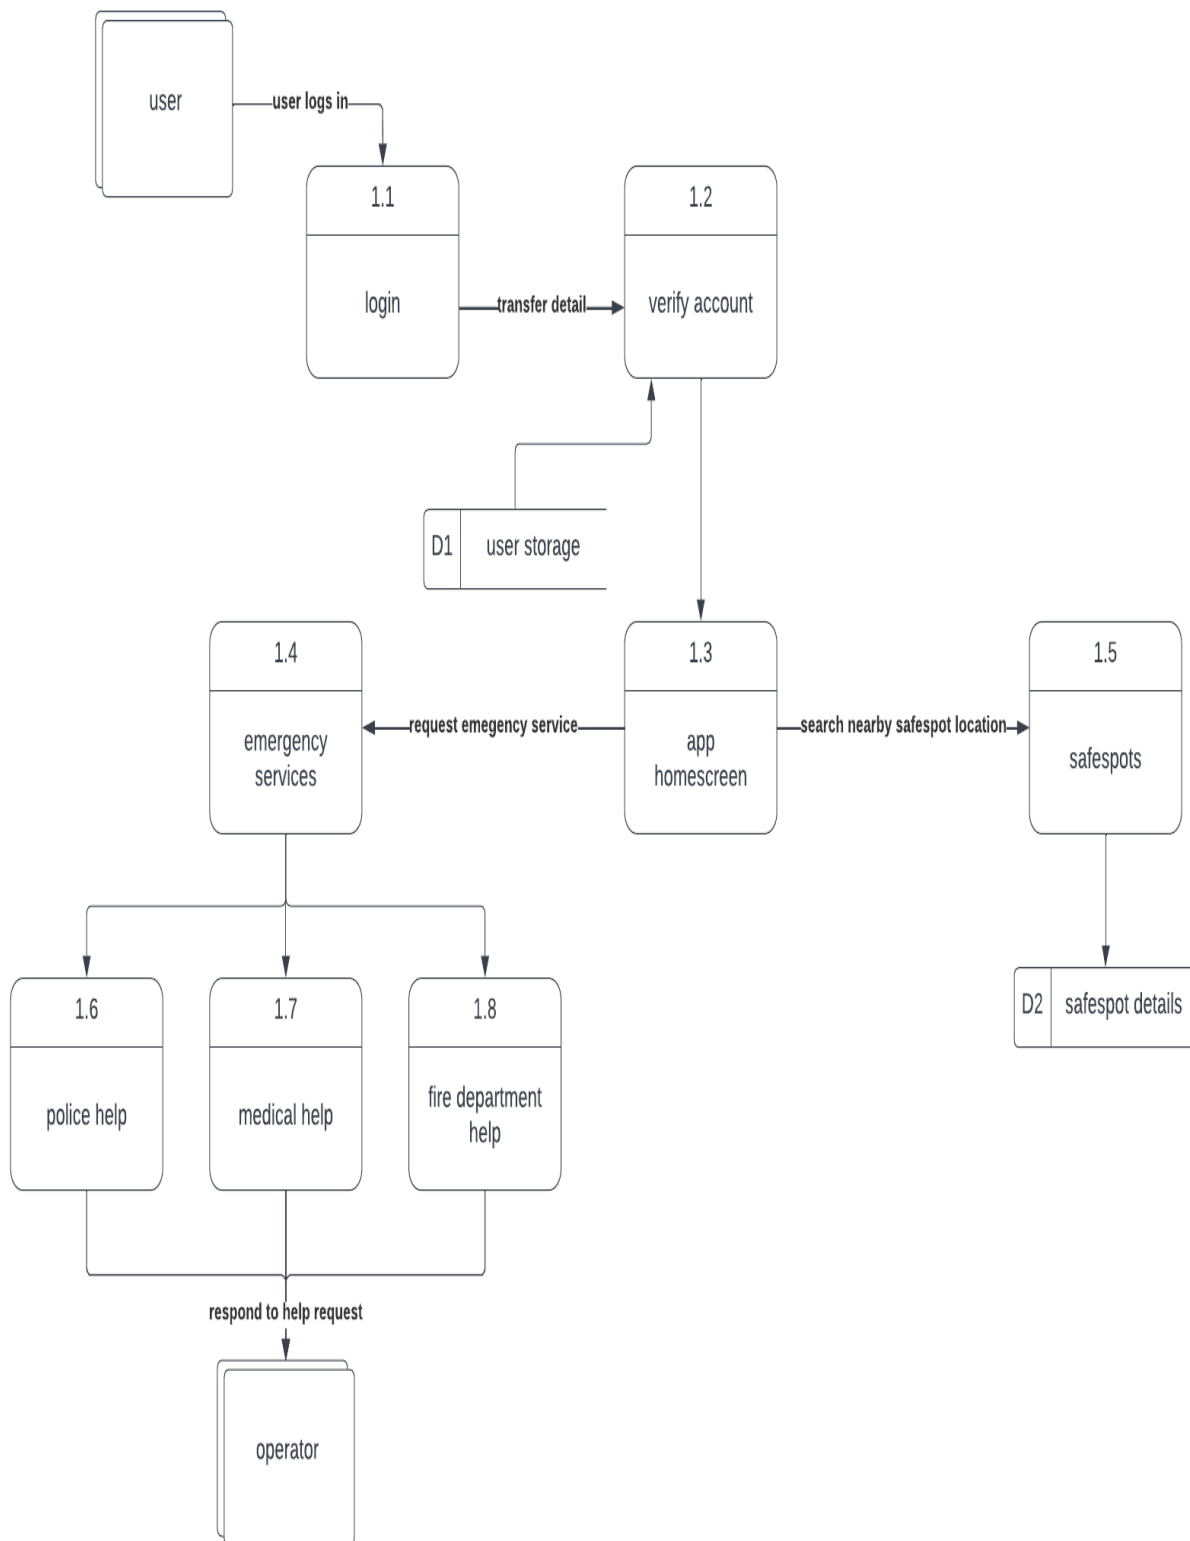 user
user logs in
1.1
login
transfer detail
1.2
verify account
D1
user storage
1.4
emergency
services
request emegency service
1.3
app
homescreen
search nearby safespot location
1.5
safespots
D2
safespot details
1.6
police help
1.7
medical help
1.8
fire department
help
respond to help request
operator